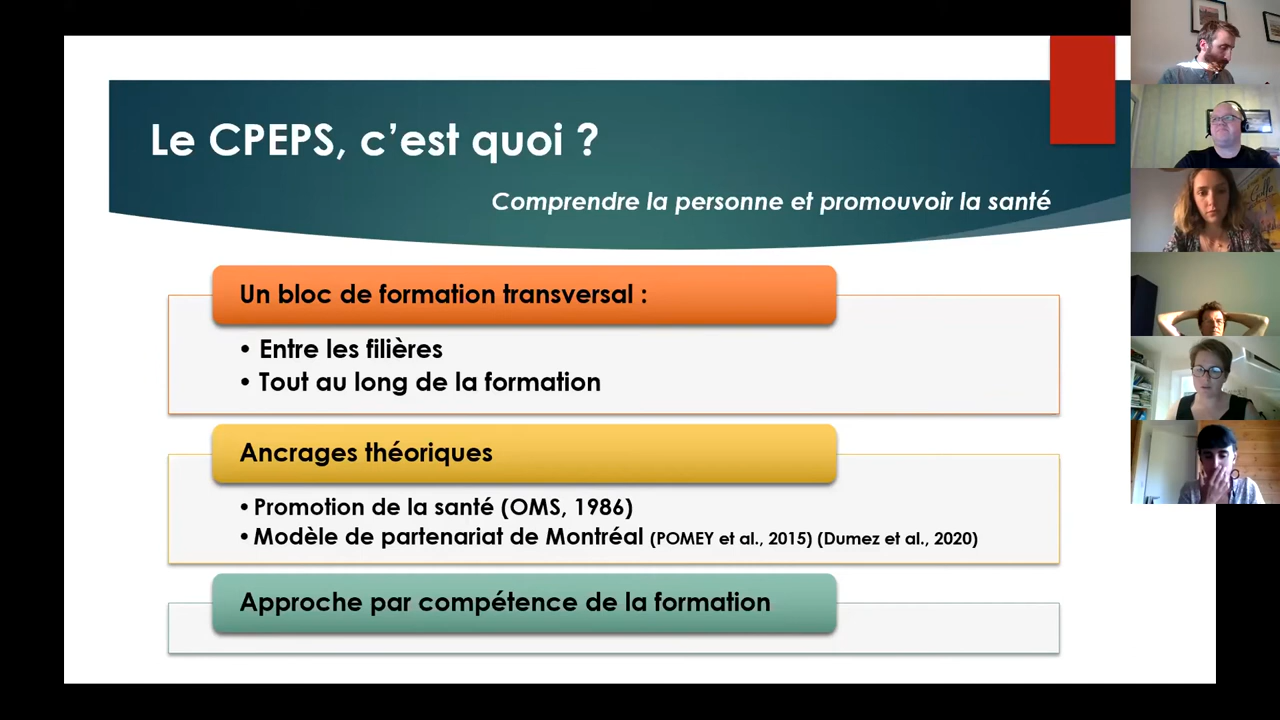 Le CPEPS, c’est quoi ?
Comprendre la personne et promouvoir la santé
Un bloc de formation transversal :
• Entre les filières
• Tout au long de la formation
Ancrages théoriques
• Promotion de la santé (OMS, 1986)
• Modèle de partenariat de Montréal (POMEY et al., 2015) (Dumez et al., 2020)
Approche par compétence de la formation